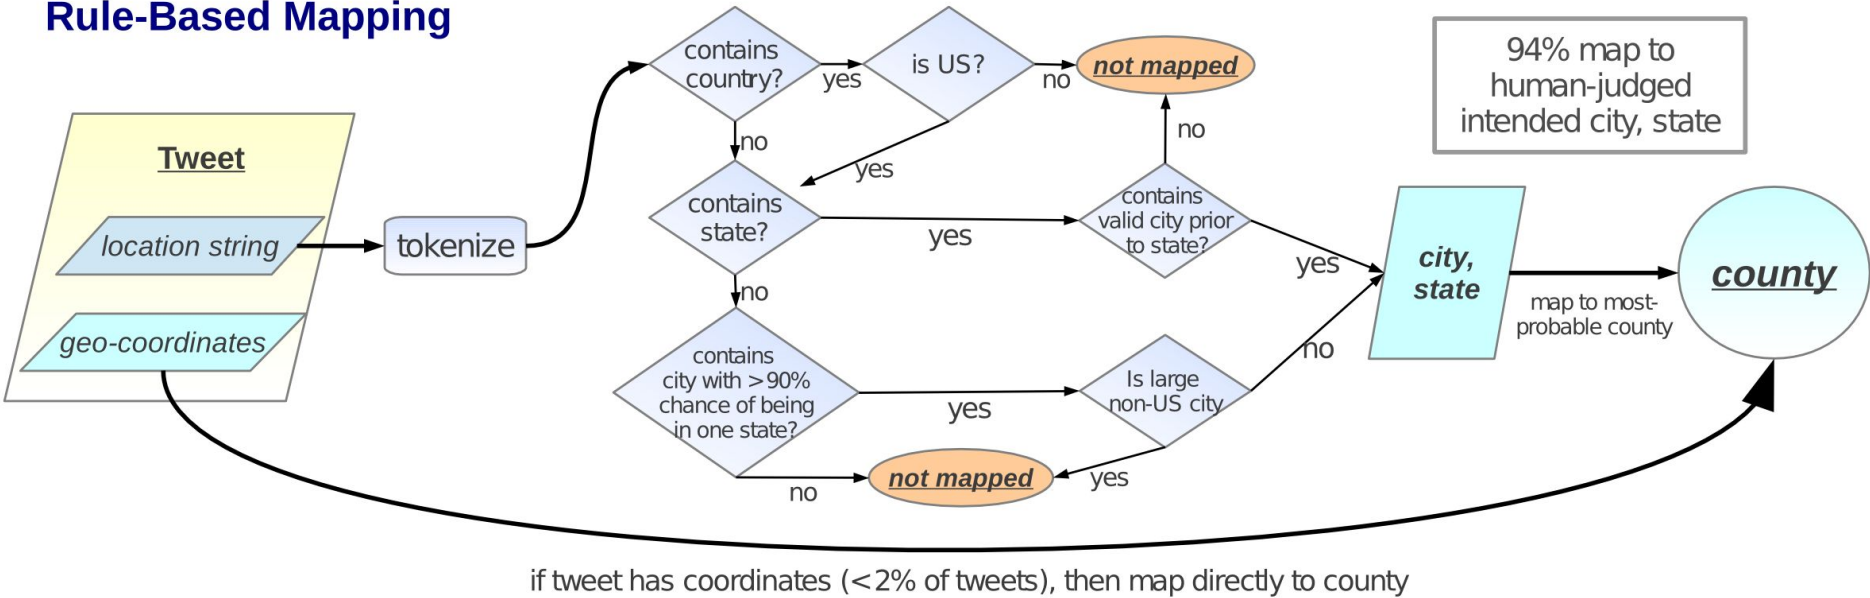 Rule-Based Mapping
Tweet
location string
geo-coordinates
tokenize
contains
country?
yes
is US?
no
not mapped
no
yes
no
contains
state?
yes
contains
valid city prior
to state?
yes
no
contains
city with >90%
chance of being
in one state?
yes
Is large
non-US city
no
yes
no
not mapped
94% map to
human-judged
intended city, state
city,
state
map to most-
probable county
county
if tweet has coordinates (<2% of tweets), then map directly to county